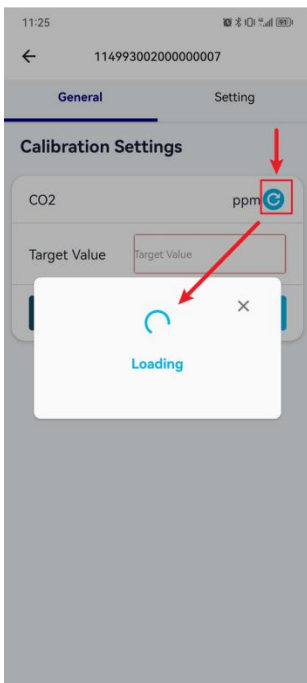 11:25
114993002000000007
General Setting
Calibration Settings
CO2 ppm
Target Value Target Value
Loading